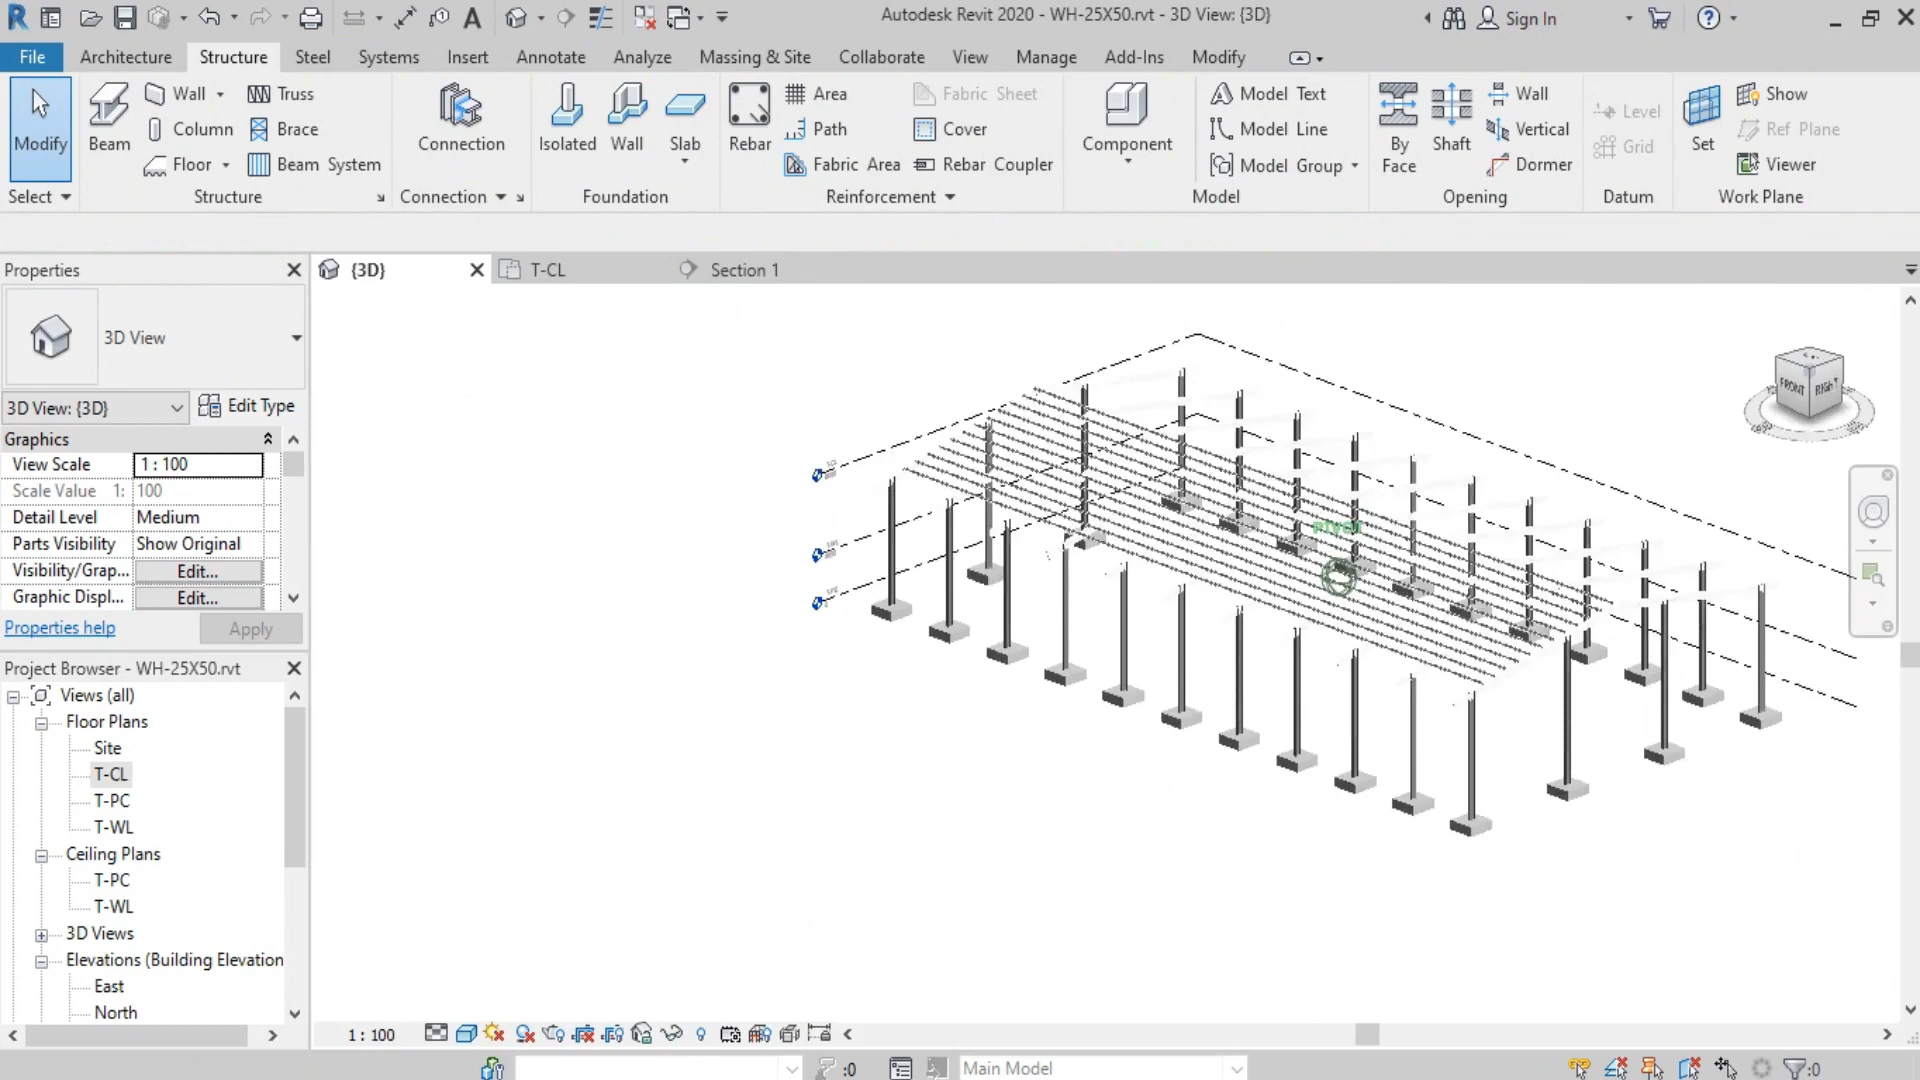 Autodesk Revit 2020 - WH-25X50.rvt - 3D View: {3D}
Sign In
File
Architecture
Structure
Steel
Systems
Insert
Annotate
Analyze
Massing & Site
Collaborate
View
Manage
Add-Ins
Modify
Modify
Select
Beam
Wall
Column
Floor
Truss
Brace
Beam System
Structure
Connection
Connection
Isolated
Wall
Slab
Foundation
Rebar
Area
Path
Fabric Area
Fabric Sheet
Cover
Rebar Coupler
Reinforcement
Component
Model Text
Model Line
Model Group
Model
By Face
Shaft
Wall
Vertical
Dormer
Opening
Level
Grid
Datum
Set
Show
Ref Plane
Viewer
Work Plane
Properties
{3D}
T-CL
Section 1
3D View
3D View: {3D}
Edit Type
Graphics
View Scale
1 : 100
Scale Value 1:
100
Detail Level
Medium
Parts Visibility
Show Original
Visibility/Grap...
Edit...
Graphic Displ...
Edit...
Properties help
Apply
Project Browser - WH-25X50.rvt
Views (all)
Floor Plans
Site
T-CL
T-PC
T-WL
Ceiling Plans
T-PC
T-WL
3D Views
Elevations (Building Elevation
East
North
PIVOT
FRONT
RIGHT
1 : 100
:0
Main Model
:0